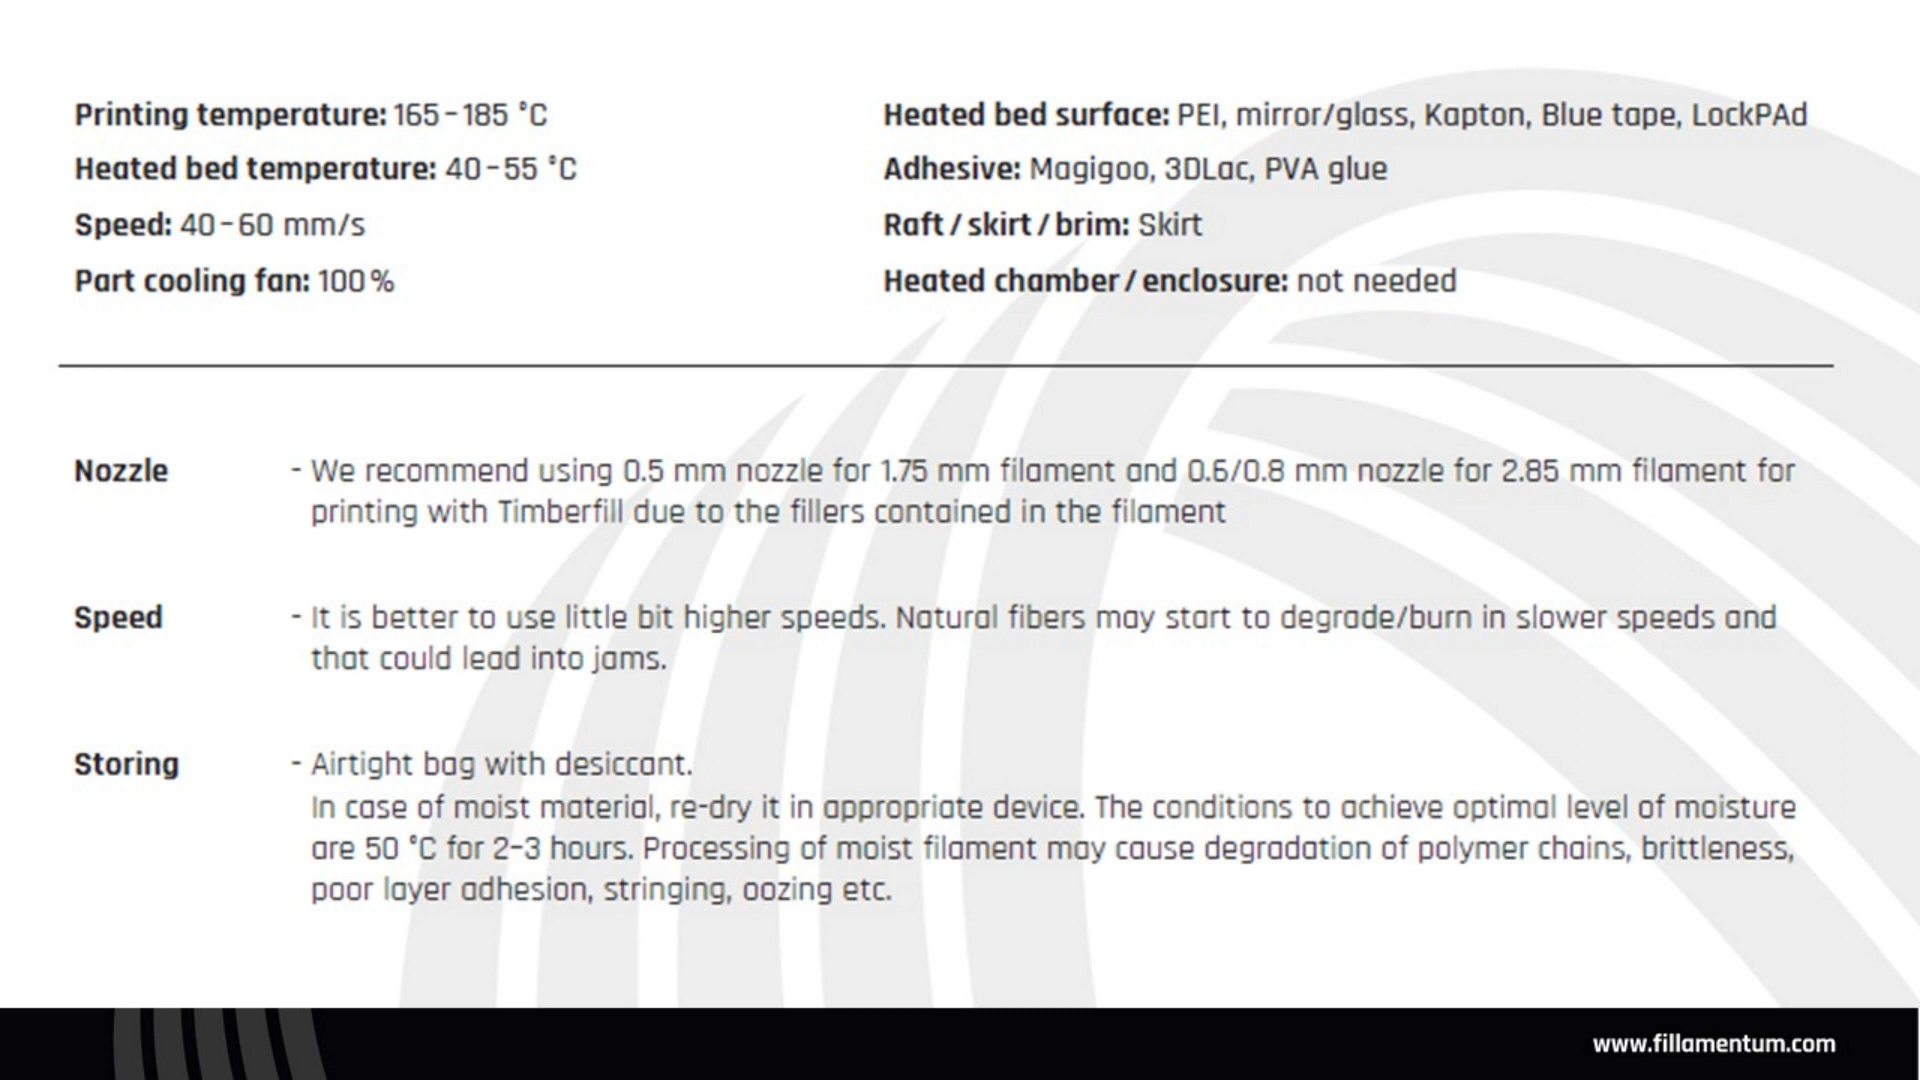 Printing temperature: 165–185 °C
Heated bed temperature: 40–55 °C
Speed: 40–60 mm/s
Part cooling fan: 100 %
Heated bed surface: PEI, mirror/glass, Kapton, Blue tape, LockPAd
Adhesive: Magigoo, 3DLac, PVA glue
Raft / skirt / brim: Skirt
Heated chamber / enclosure: not needed
Nozzle - We recommend using 0.5 mm nozzle for 1.75 mm filament and 0.6/0.8 mm nozzle for 2.85 mm filament for
printing with Timberfill due to the fillers contained in the filament
Speed - It is better to use little bit higher speeds. Natural fibers may start to degrade/burn in slower speeds and
that could lead into jams.
Storing - Airtight bag with desiccant.
In case of moist material, re-dry it in appropriate device. The conditions to achieve optimal level of moisture
are 50 °C for 2–3 hours. Processing of moist filament may cause degradation of polymer chains, brittleness,
poor layer adhesion, stringing, oozing etc.
www.fillamentum.com